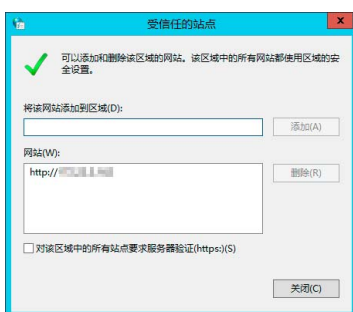 受信任的站点
可以添加和删除该区域的网站。该区域中的所有网站都使用区域的安
全设置。
将该网站添加到区域(D):
添加(A)
网站(W):
http://
删除(R)
对该区域中的所有站点要求服务器验证(https:)(S)
关闭(C)